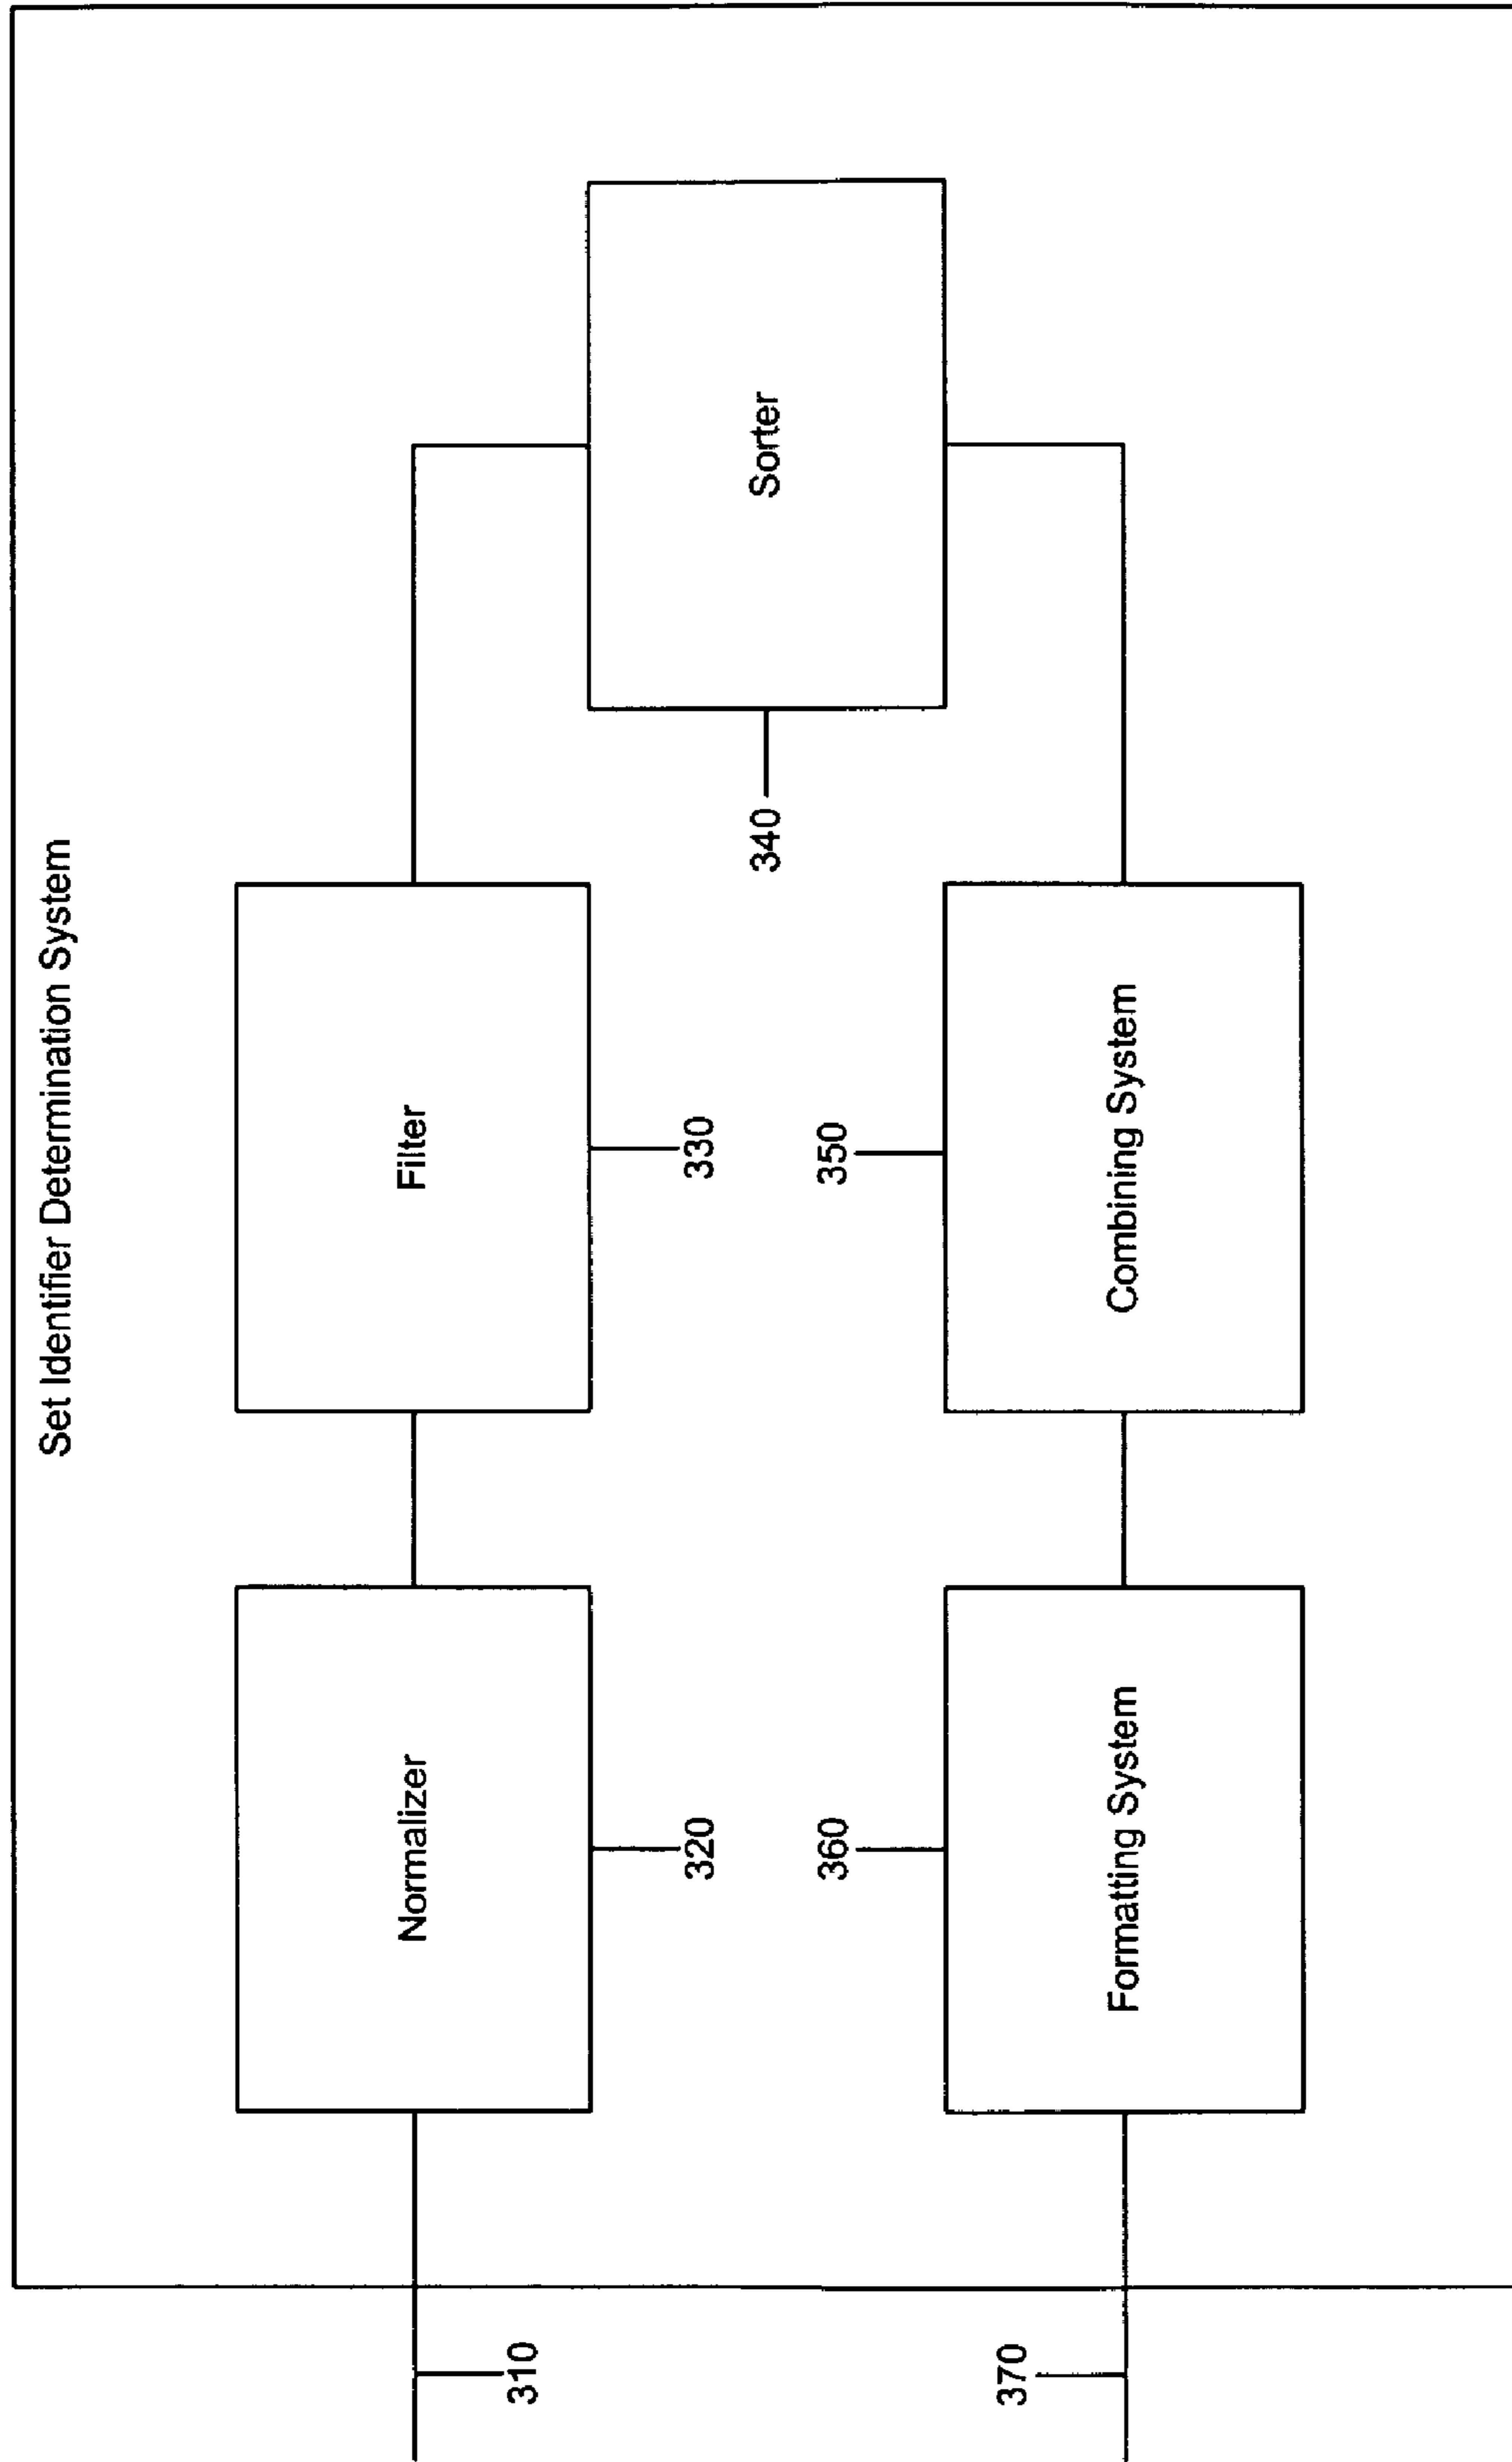 Set Identifier Determination System
310
Normalizer
320
Filter
330
Sorter
340
370
Formatting System
360
Combining System
350